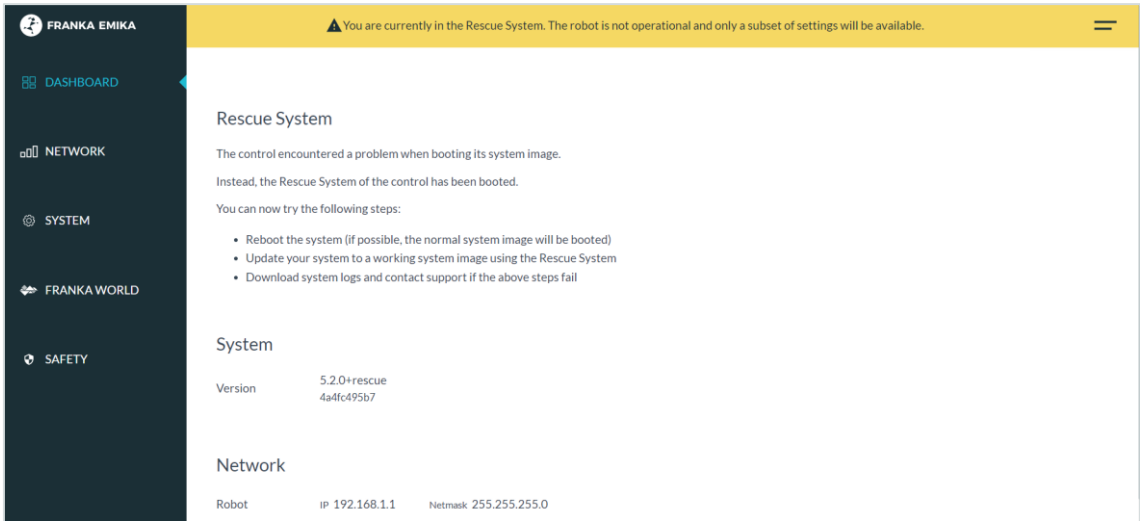 FRANKA EMIKA
You are currently in the Rescue System. The robot is not operational and only a subset of settings will be available.
DASHBOARD
NETWORK
SYSTEM
FRANKA WORLD
SAFETY
Rescue System
The control encountered a problem when booting its system image.
Instead, the Rescue System of the control has been booted.
You can now try the following steps:
• Reboot the system (if possible, the normal system image will be booted)
• Update your system to a working system image using the Rescue System
• Download system logs and contact support if the above steps fail
System
Version 5.2.0+rescue
4a4fc495b7
Network
Robot IP 192.168.1.1 Netmask 255.255.255.0